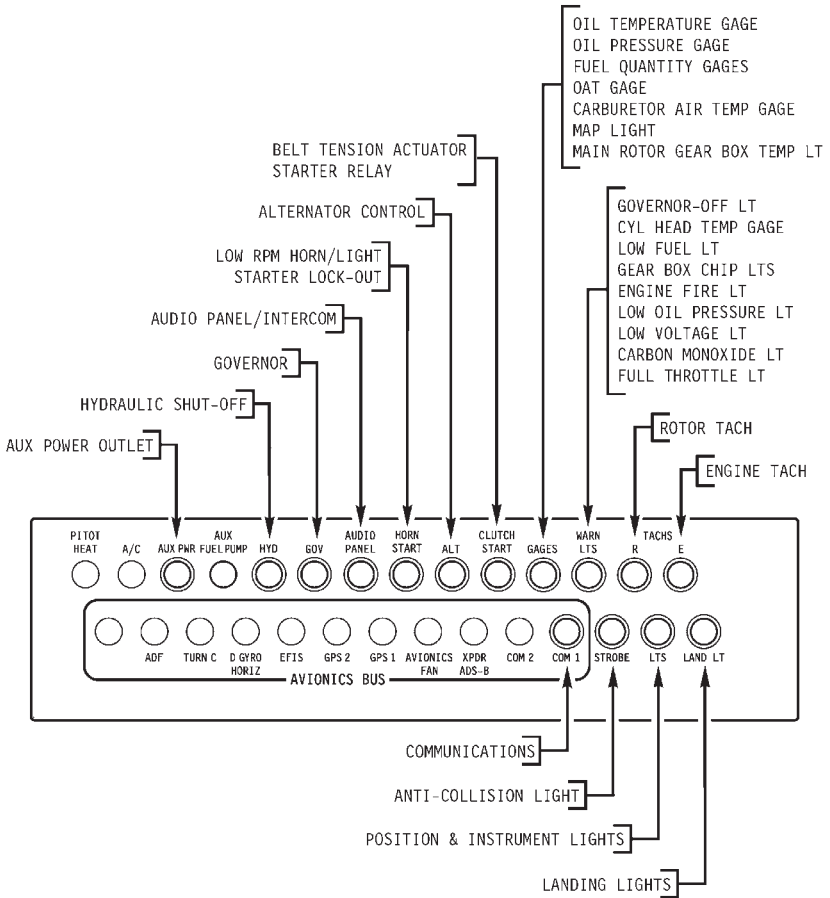 OIL TEMPERATURE GAGE
OIL PRESSURE GAGE
FUEL QUANTITY GAGES
OAT GAGE
CARBURETOR AIR TEMP GAGE
MAP LIGHT
MAIN ROTOR GEAR BOX TEMP LT
BELT TENSION ACTUATOR
STARTER RELAY
ALTERNATOR CONTROL
GOVERNOR-OFF LT
CYL HEAD TEMP GAGE
LOW FUEL LT
GEAR BOX CHIP LTS
ENGINE FIRE LT
LOW OIL PRESSURE LT
LOW VOLTAGE LT
CARBON MONOXIDE LT
FULL THROTTLE LT
LOW RPM HORN/LIGHT
STARTER LOCK-OUT
AUDIO PANEL/INTERCOM
GOVERNOR
HYDRAULIC SHUT-OFF
AUX POWER OUTLET
ROTOR TACH
ENGINE TACH
PITOT HEAT
A/C
AUX PWR
AUX FUEL PUMP
HYD
GOV
AUDIO PANEL
HORN START
ALT
CLUTCH START
GAGES
WARN LTS
TACHS
R
E
ADF
TURN C
D GYRO HORIZ
EFIS
GPS 2
GPS 1
AVIONICS FAN
XPDR ADS-B
COM 2
COM 1
STROBE
LTS
LAND LT
AVIONICS BUS
COMMUNICATIONS
ANTI-COLLISION LIGHT
POSITION & INSTRUMENT LIGHTS
LANDING LIGHTS